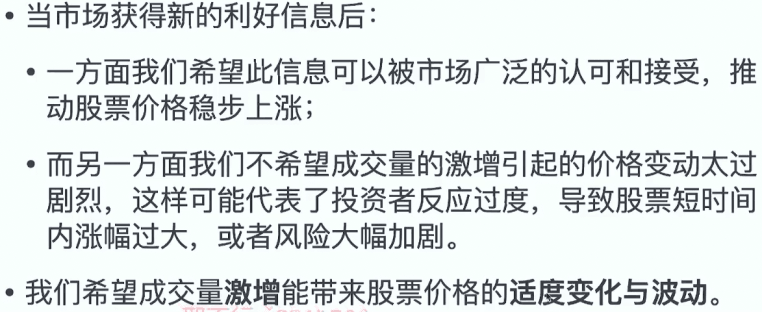 • 当市场获得新的利好信息后：
• 一方面我们希望此信息可以被市场广泛的认可和接受，推
动股票价格稳步上涨；
• 而另一方面我们不希望成交量的激增引起的价格变动太过
剧烈，这样可能代表了投资者反应过度，导致股票短时间
内涨幅过大，或者风险大幅加剧。
• 我们希望成交量激增能带来股票价格的适度变化与波动。